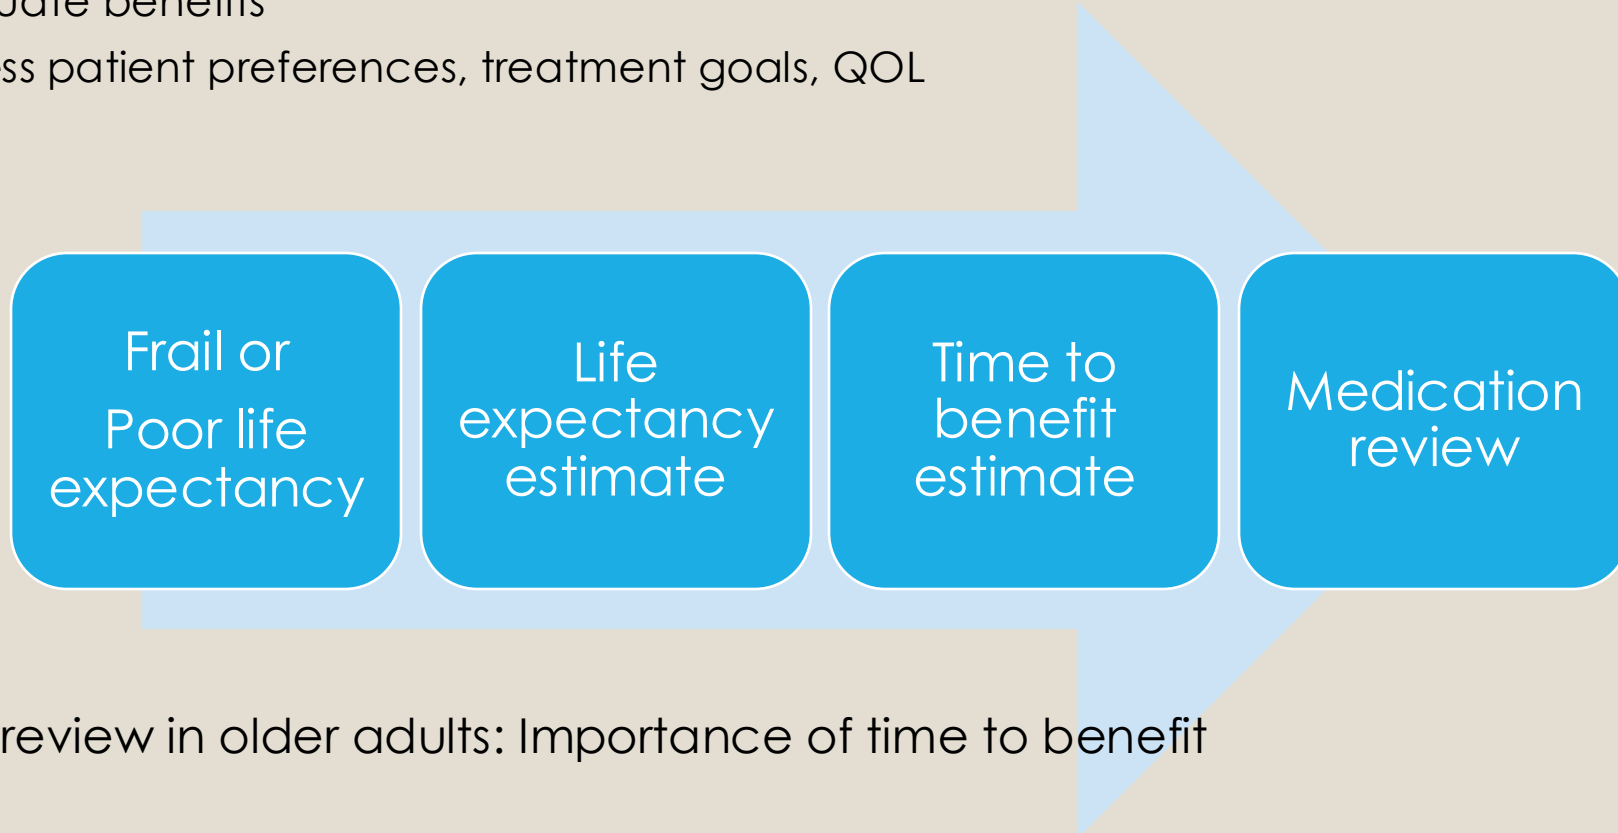 benefits
patient preferences, treatment goals, QOL
Frail or
Poor life
expectancy
Life
expectancy
estimate
Time to
benefit
estimate
Medication
review
review in older adults: Importance of time to benefit